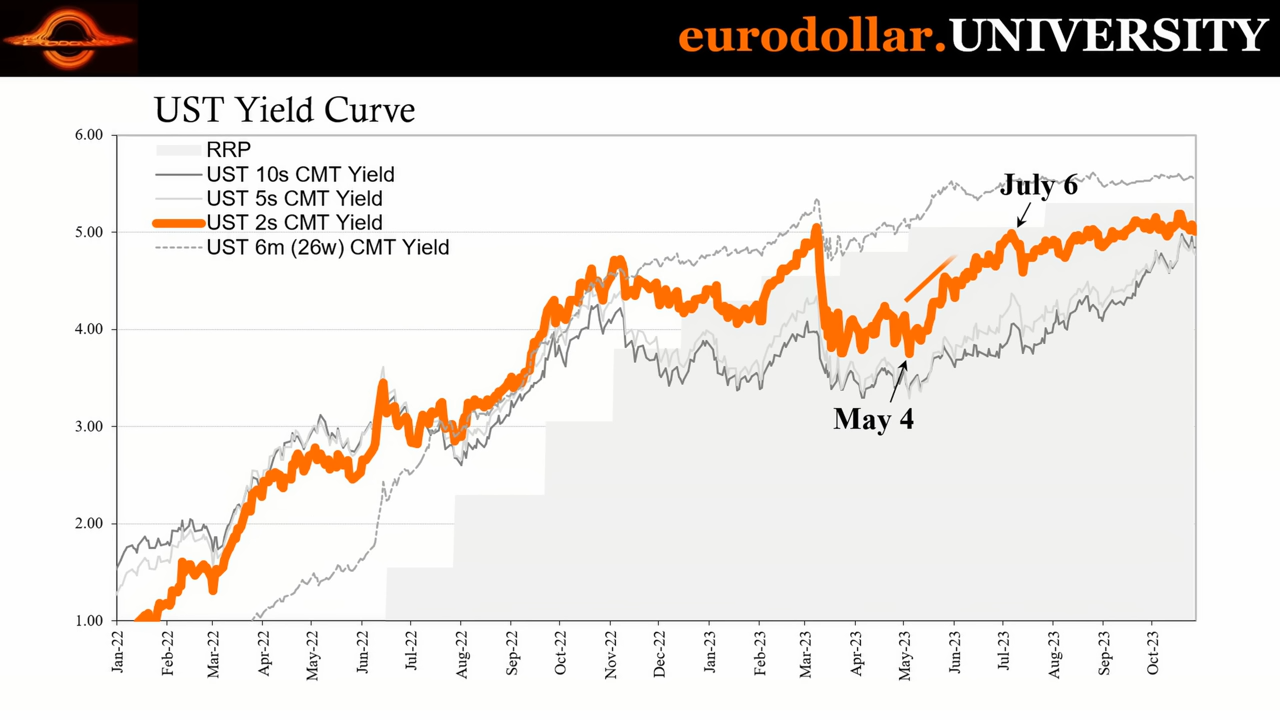 eurodollar.UNIVERSITY
UST Yield Curve
6.00
5.00
4.00
3.00
2.00
1.00
RRP
UST 10s CMT Yield
UST 5s CMT Yield
UST 2s CMT Yield
UST 6m (26w) CMT Yield
July 6
May 4
Jan-22
Feb-22
Mar-22
Apr-22
May-22
Jun-22
Jul-22
Aug-22
Sep-22
Oct-22
Nov-22
Dec-22
Jan-23
Feb-23
Mar-23
Apr-23
May-23
Jun-23
Jul-23
Aug-23
Sep-23
Oct-23